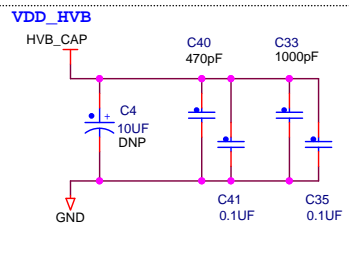 VDD_HVB
HVB_CAP
C40
470pF
C33
1000pF
+
C4
10UF
DNP
C41
0.1UF
C35
0.1UF
GND